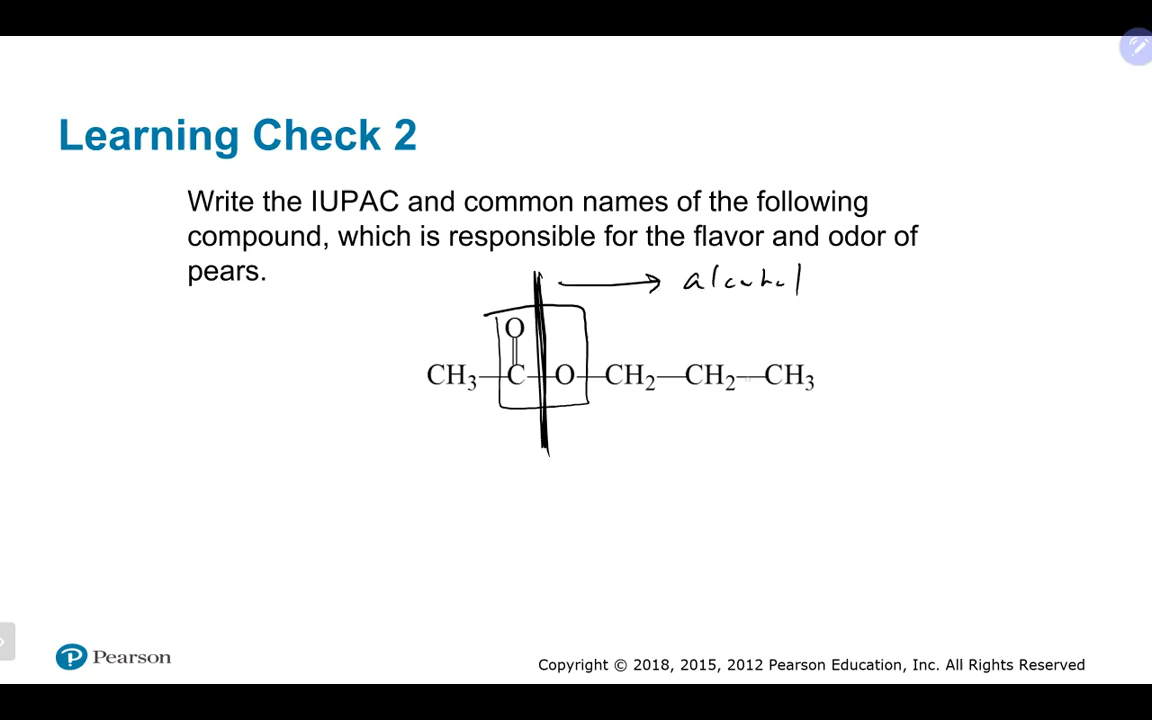 Learning Check 2
Write the IUPAC and common names of the following
compound, which is responsible for the flavor and odor of
pears.
alcohol
O
CH₃—C—O—CH₂—CH₂—CH₃
Pearson
Copyright © 2018, 2015, 2012 Pearson Education, Inc. All Rights Reserved